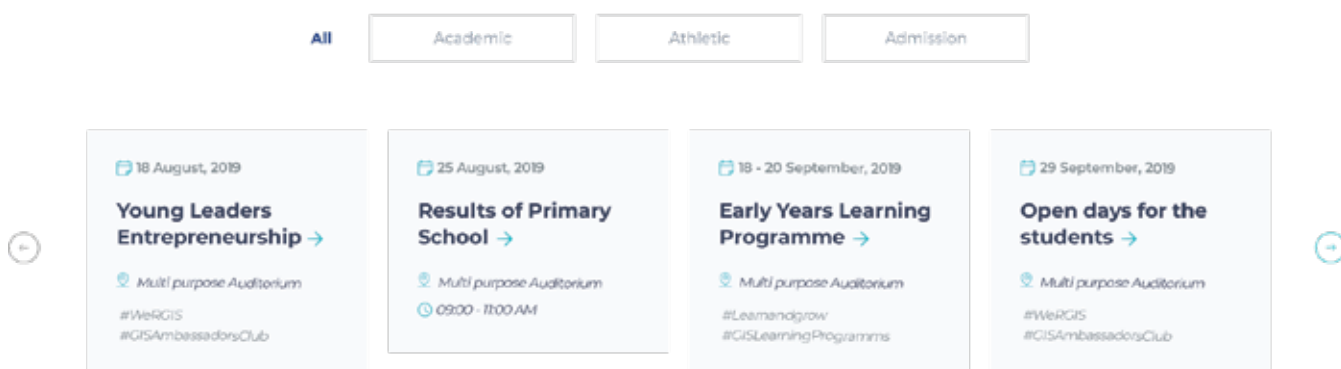 All
Academic
Athletic
Admission
18 August, 2019
Young Leaders
Entrepreneurship →
Multi purpose Auditorium
#WeRGIS
#GISAmbassadorsClub
25 August, 2019
Results of Primary
School →
Multi purpose Auditorium
09:00 - 11:00 AM
18 - 20 September, 2019
Early Years Learning
Programme →
Multi purpose Auditorium
#Learnandgrow
#GISLearningProgramms
29 September, 2019
Open days for the
students →
Multi purpose Auditorium
#WeRGIS
#GISAmbassadorsClub